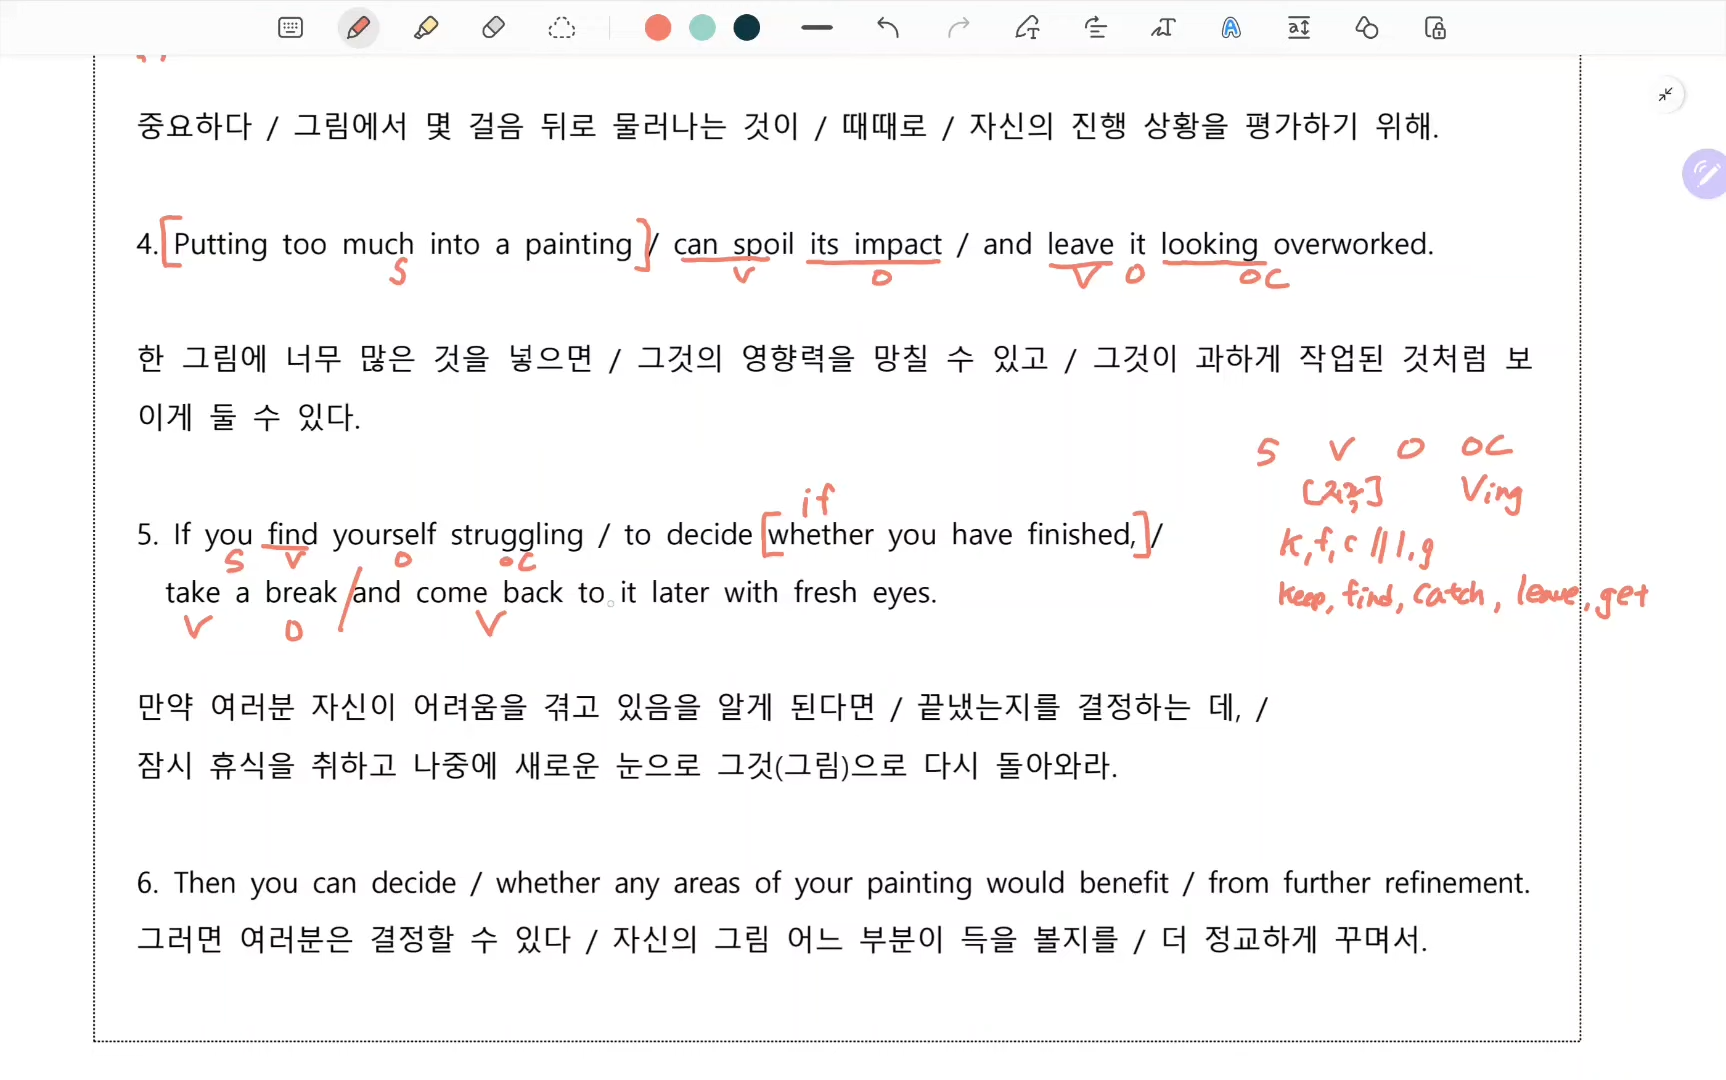 중요하다 / 그림에서 몇 걸음 뒤로 물러나는 것이 / 때때로 / 자신의 진행 상황을 평가하기 위해.
4. [Putting too much into a painting] / can spoil its impact / and leave it looking overworked.
S V O V O OC
한 그림에 너무 많은 것을 넣으면 / 그것의 영향력을 망칠 수 있고 / 그것이 과하게 작업된 것처럼 보
이게 둘 수 있다.
S V O OC
[지각] Ving
if
5. If you find yourself struggling / to decide [whether you have finished,] /
S V O OC
k, f, c // l, g
take a break / and come back to it later with fresh eyes.
keep, find, catch, leave, get
V O V
만약 여러분 자신이 어려움을 겪고 있음을 알게 된다면 / 끝냈는지를 결정하는 데, /
잠시 휴식을 취하고 나중에 새로운 눈으로 그것(그림)으로 다시 돌아와라.
6. Then you can decide / whether any areas of your painting would benefit / from further refinement.
그러면 여러분은 결정할 수 있다 / 자신의 그림 어느 부분이 득을 볼지를 / 더 정교하게 꾸며서.